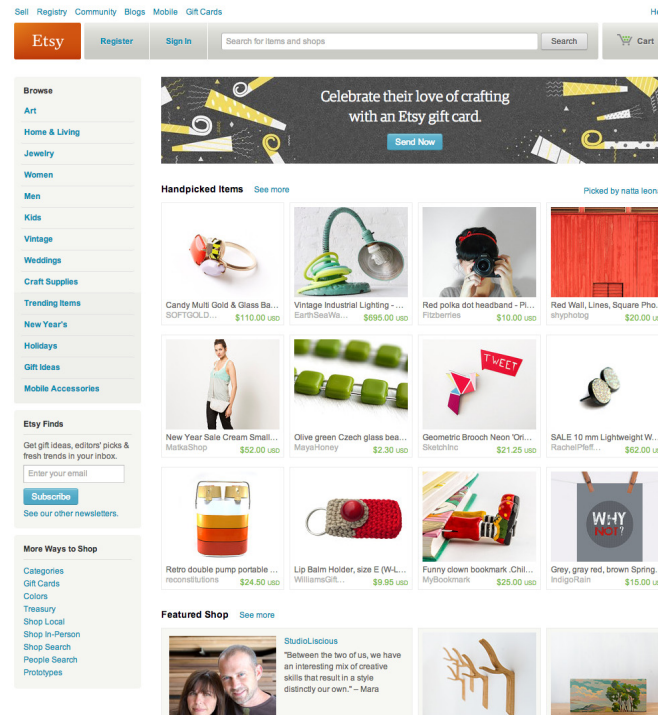 Sell Registry Community Blogs Mobile Gift Cards
Etsy Register Sign In Search for items and shops Search Cart
Browse
Art
Home & Living
Jewelry
Women
Men
Kids
Vintage
Weddings
Craft Supplies
Trending Items
New Year's
Holidays
Gift Ideas
Mobile Accessories
Etsy Finds
Get gift ideas, editors' picks &
fresh trends in your inbox.
Enter your email
Subscribe
See our other newsletters.
More Ways to Shop
Categories
Gift Cards
Colors
Treasury
Shop Local
Shop In-Person
Shop Search
People Search
Prototypes
Celebrate their love of crafting
with an Etsy gift card.
Send Now
Handpicked Items See more Picked by natta leon
Candy Multi Gold & Glass Ba...
SOFTGOLD... $110.00 USD
Vintage Industrial Lighting - ...
EarthSeaWa... $695.00 USD
Red polka dot headband - Pi...
Fitzberries $10.00 USD
Red Wall, Lines, Square Pho.
shyphotog $20.00 US
New Year Sale Cream Small...
MalkaShop $52.00 USD
Olive green Czech glass bea...
MayaHoney $2.30 USD
TWEET
Geometric Brooch Neon 'Ori...
SketchInc $21.25 USD
SALE 10 mm Lightweight W..
RachelPfeff... $62.00 U
Retro double pump portable ...
reconstitutions $24.50 USD
Lip Balm Holder, size E (W-L...
WilliamsGift... $9.95 USD
Funny clown bookmark .Chil...
MyBookmark $25.00 USD
WHY
NOT?
Grey, gray red, brown Spring.
IndigoRain $15.00 U
Featured Shop See more
StudioLiscious
"Between the two of us, we have
an interesting mix of creative
skills that result in a style
distinctly our own." – Mara